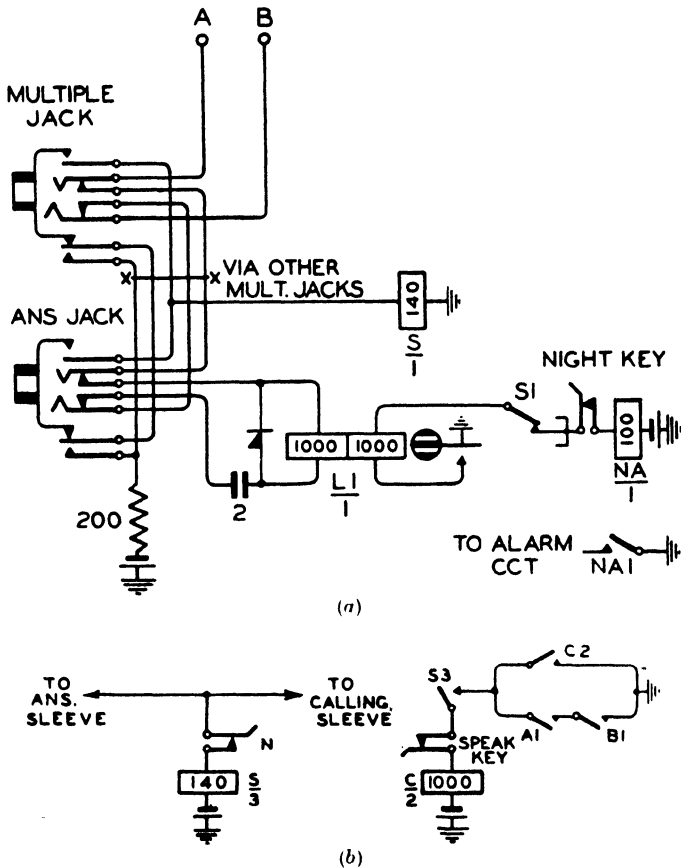 A B
MULTIPLE
JACK
VIA OTHER
MULT. JACKS
140
S
1
ANS JACK
NIGHT KEY
S1
1000 1000
100
L1
1
NA
1
200
2
TO ALARM
CCT
NA1
(a)
TO
ANS.
SLEEVE
TO
CALLING.
SLEEVE
N
140
S
3
S3
C2
A1
B1
SPEAK
KEY
C
2
1000
(b)